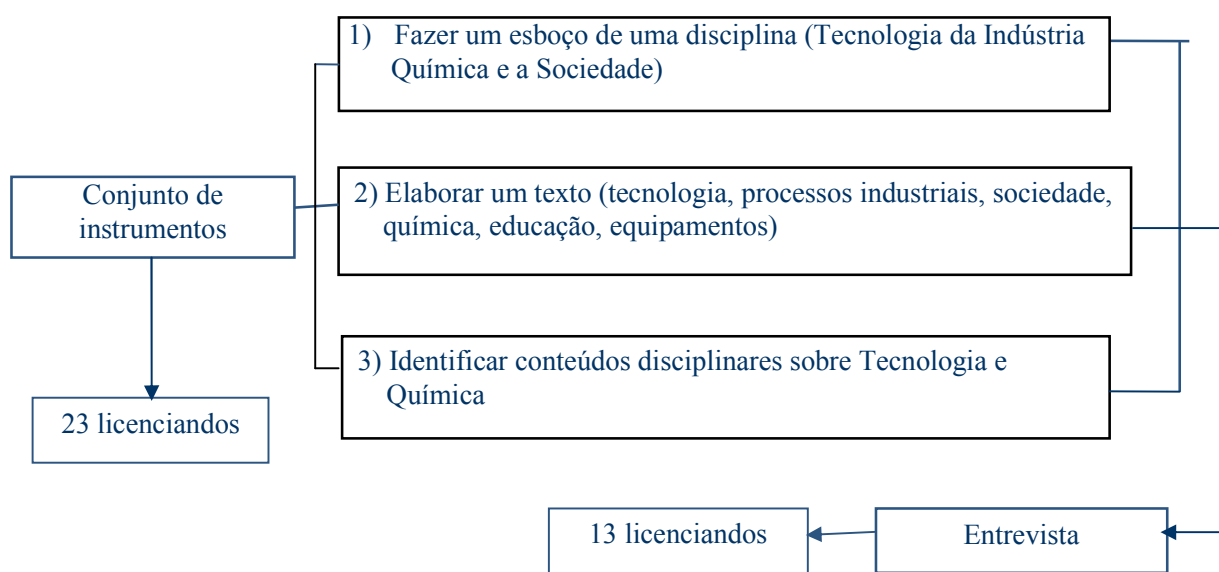 1) Fazer um esboço de uma disciplina (Tecnologia da Indústria
Química e a Sociedade)
Conjunto de
instrumentos
2) Elaborar um texto (tecnologia, processos industriais, sociedade,
química, educação, equipamentos)
3) Identificar conteúdos disciplinares sobre Tecnologia e
Química
23 licenciandos
13 licenciandos
Entrevista